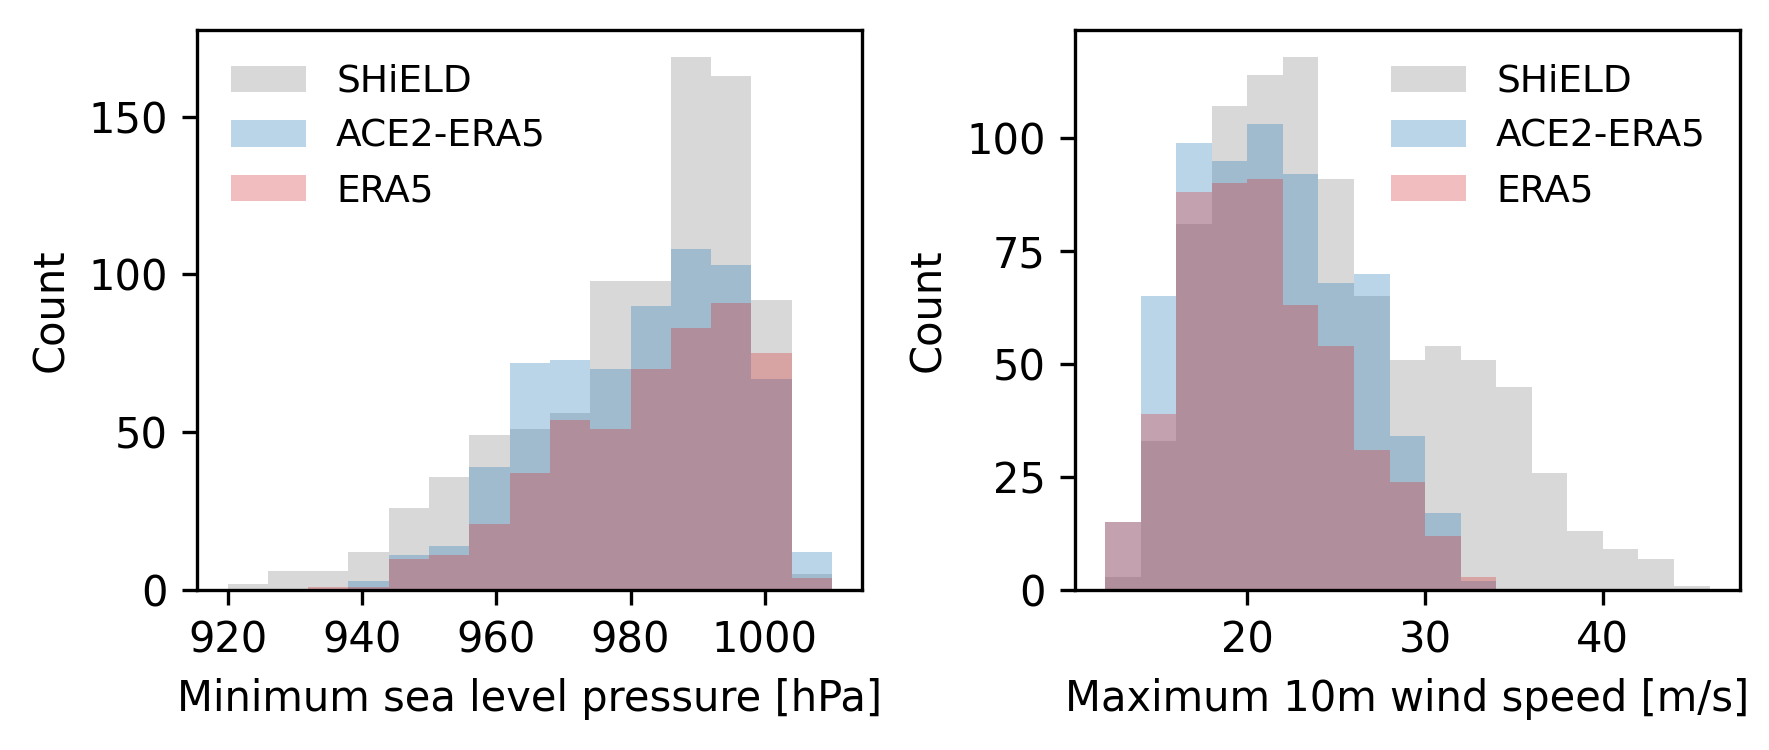 SHiELD
ACE2-ERA5
ERA5
150
100
50
0
Count
920 940 960 980 1000
Minimum sea level pressure [hPa]
SHiELD
ACE2-ERA5
ERA5
100
75
50
25
0
Count
20 30 40
Maximum 10m wind speed [m/s]